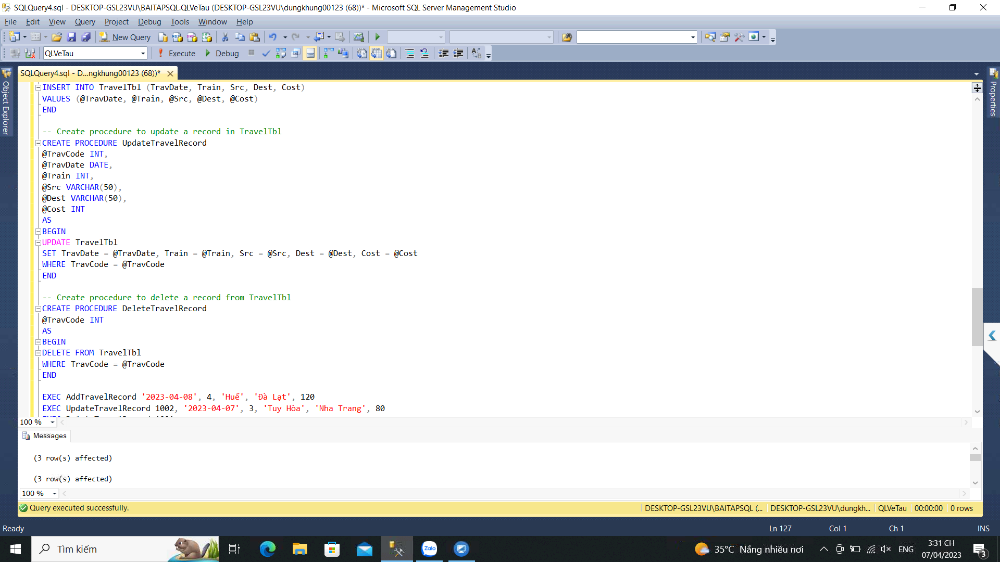 SQLQuery4.sql - DESKTOP-GSL23VU\BAITAPSQL.QLVeTau (DESKTOP-GSL23VU\dungkhung00123 (68))* - Microsoft SQL Server Management Studio
File Edit View Query Project Debug Tools Window Help
New Query
QLVeTau
Execute
Debug
SQLQuery4.sql - D...ngkhung00123 (68))*
Object Explorer
Properties
INSERT INTO TravelTbl (TravDate, Train, Src, Dest, Cost)
VALUES (@TravDate, @Train, @Src, @Dest, @Cost)
END
-- Create procedure to update a record in TravelTbl
CREATE PROCEDURE UpdateTravelRecord
@TravCode INT,
@TravDate DATE,
@Train INT,
@Src VARCHAR(50),
@Dest VARCHAR(50),
@Cost INT
AS
BEGIN
UPDATE TravelTbl
SET TravDate = @TravDate, Train = @Train, Src = @Src, Dest = @Dest, Cost = @Cost
WHERE TravCode = @TravCode
END
-- Create procedure to delete a record from TravelTbl
CREATE PROCEDURE DeleteTravelRecord
@TravCode INT
AS
BEGIN
DELETE FROM TravelTbl
WHERE TravCode = @TravCode
END
EXEC AddTravelRecord '2023-04-08', 4, 'Huế', 'Đà Lạt', 120
EXEC UpdateTravelRecord 1002, '2023-04-07', 3, 'Tuy Hòa', 'Nha Trang', 80
100 %
Messages
(3 row(s) affected)
(3 row(s) affected)
100 %
Query executed successfully.
DESKTOP-GSL23VU\BAITAPSQL (... DESKTOP-GSL23VU\dungkh... QLVeTau 00:00:00 0 rows
Ready
Ln 127 Col 1 Ch 1 INS
Tìm kiếm
Zalo
35°C Nắng nhiều nơi
ENG
3:31 CH
07/04/2023
3